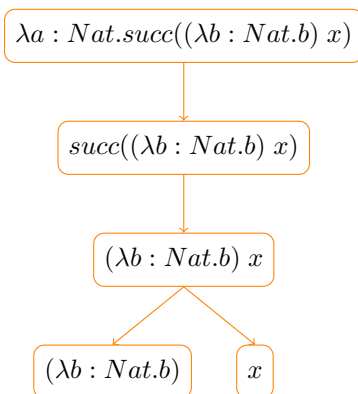 λa : Nat.succ((λb : Nat.b) x)
succ((λb : Nat.b) x)
(λb : Nat.b) x
(λb : Nat.b) x